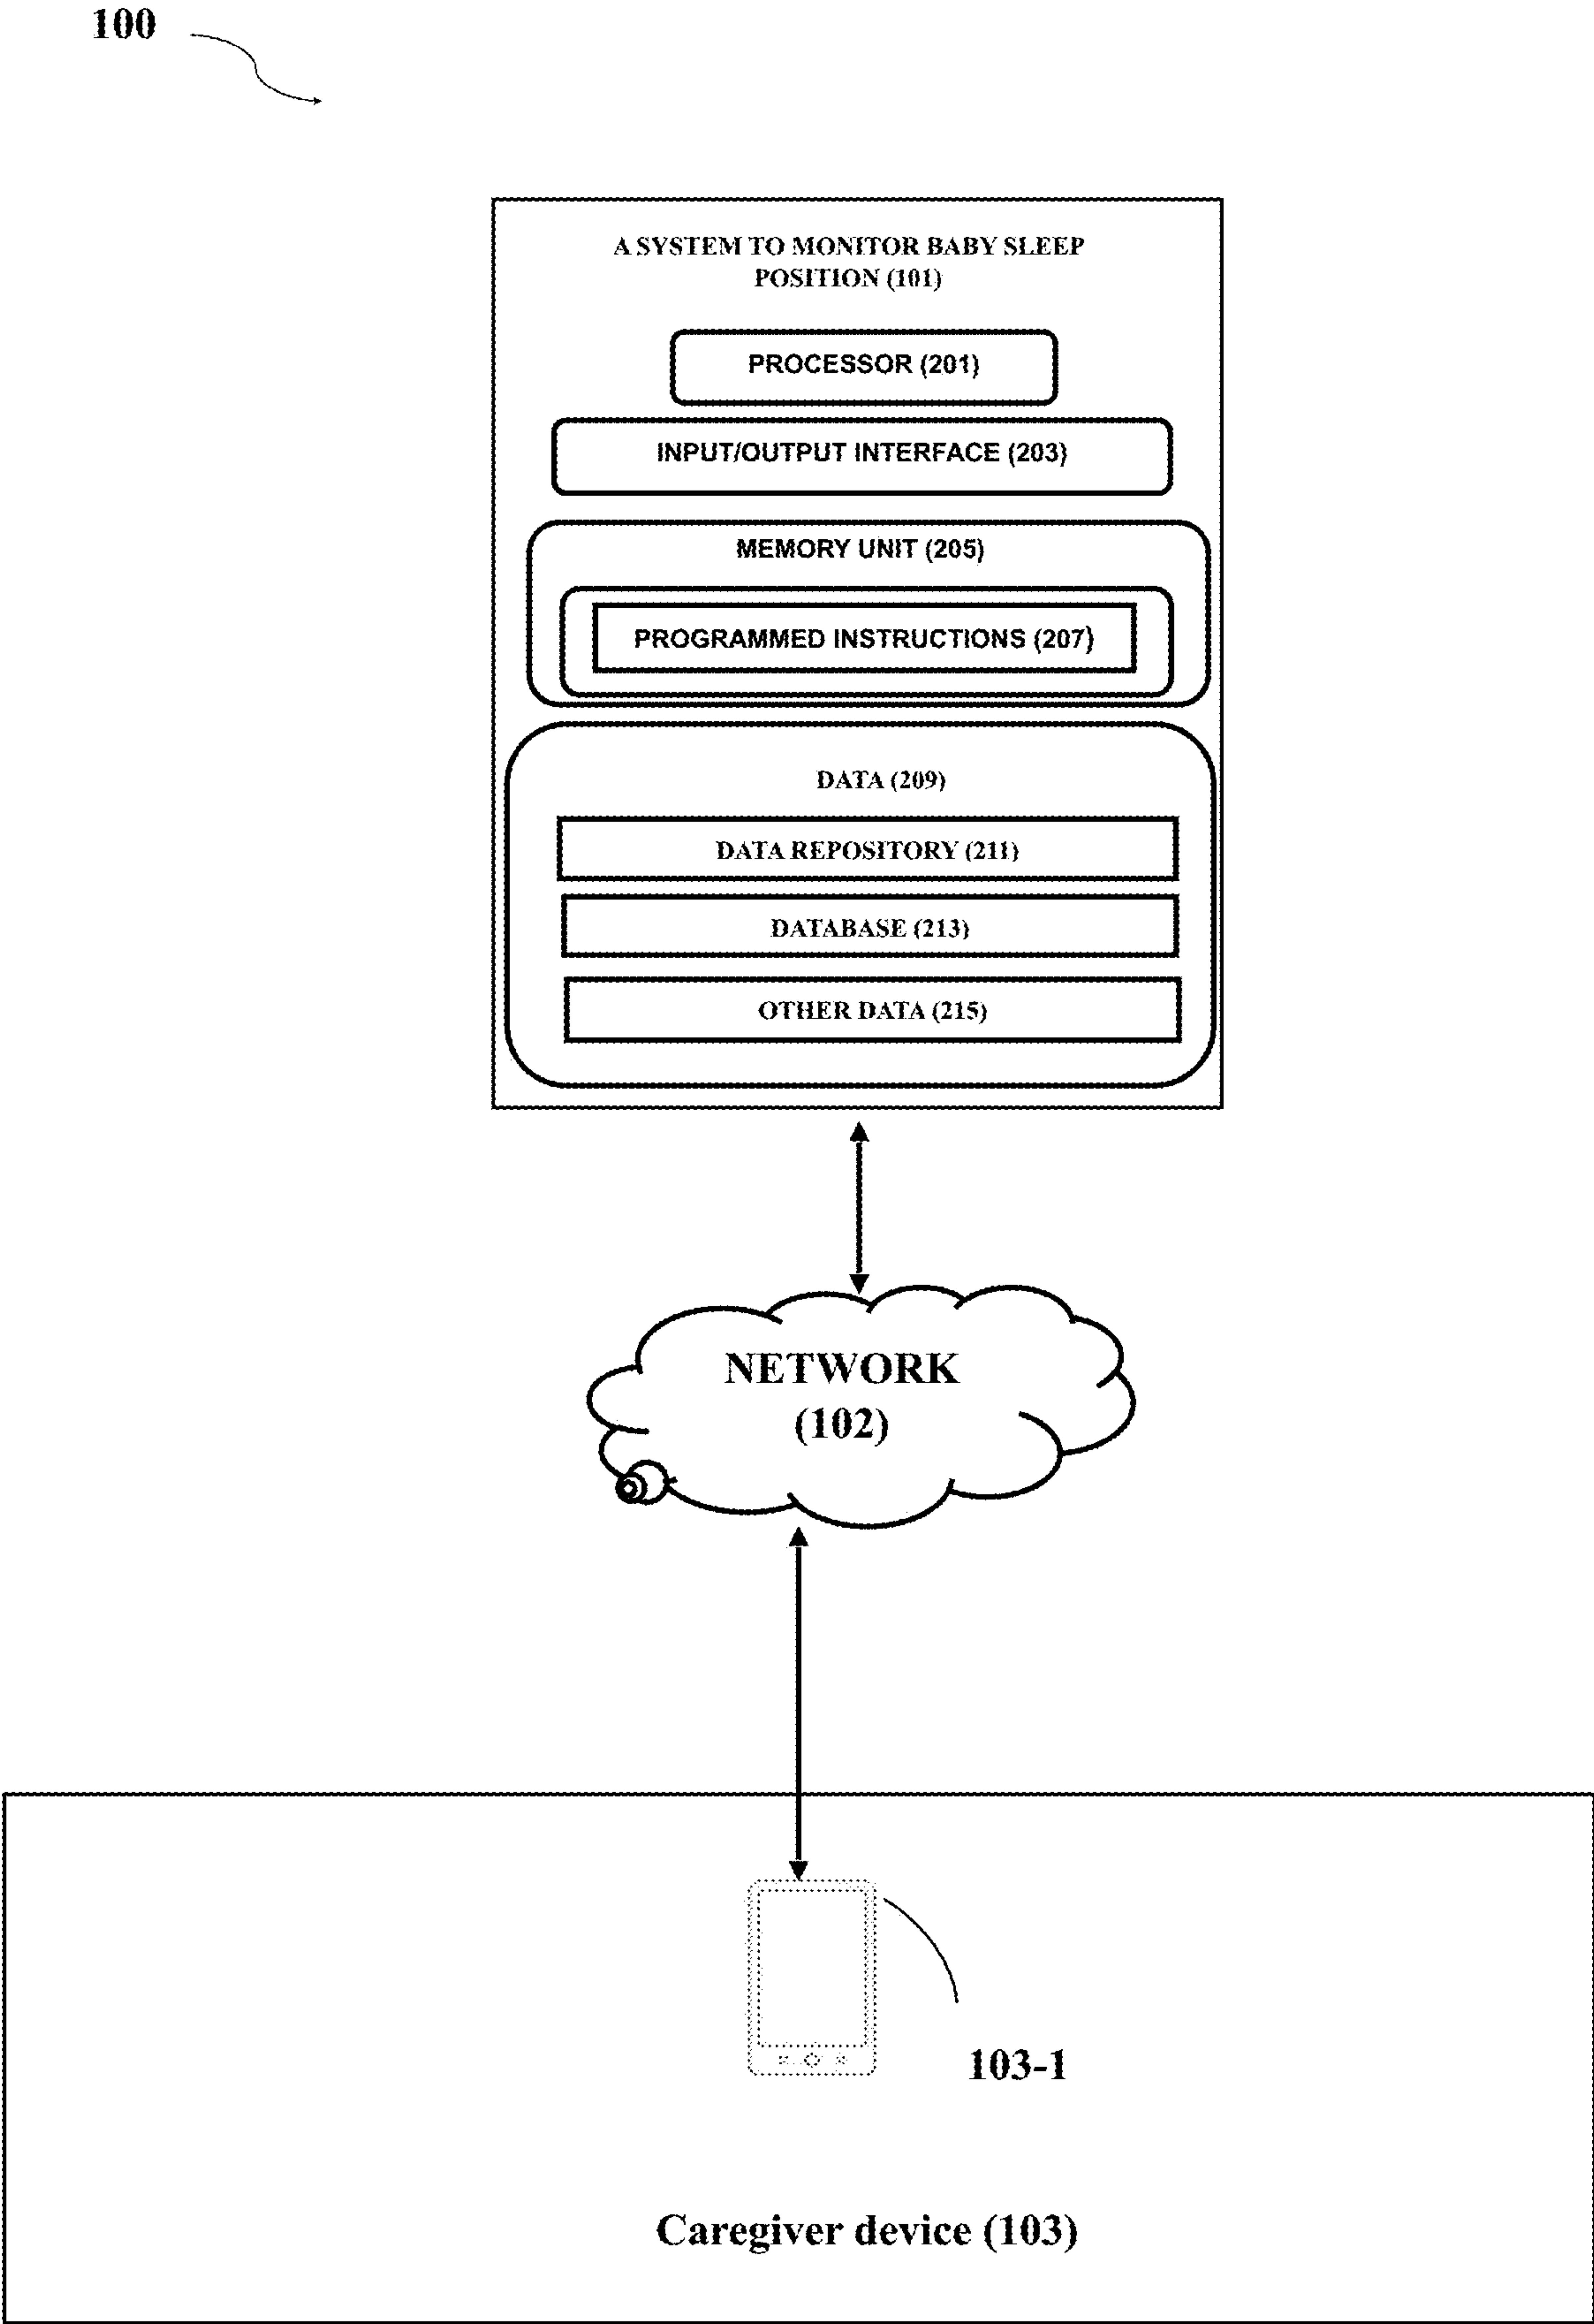 100
A SYSTEM TO MONITOR BABY SLEEP
POSITION (101)
PROCESSOR (201)
INPUT/OUTPUT INTERFACE (203)
MEMORY UNIT (205)
PROGRAMMED INSTRUCTIONS (207)
DATA (209)
DATA REPOSITORY (211)
DATABASE (213)
OTHER DATA (215)
NETWORK
(102)
103-1
Caregiver device (103)